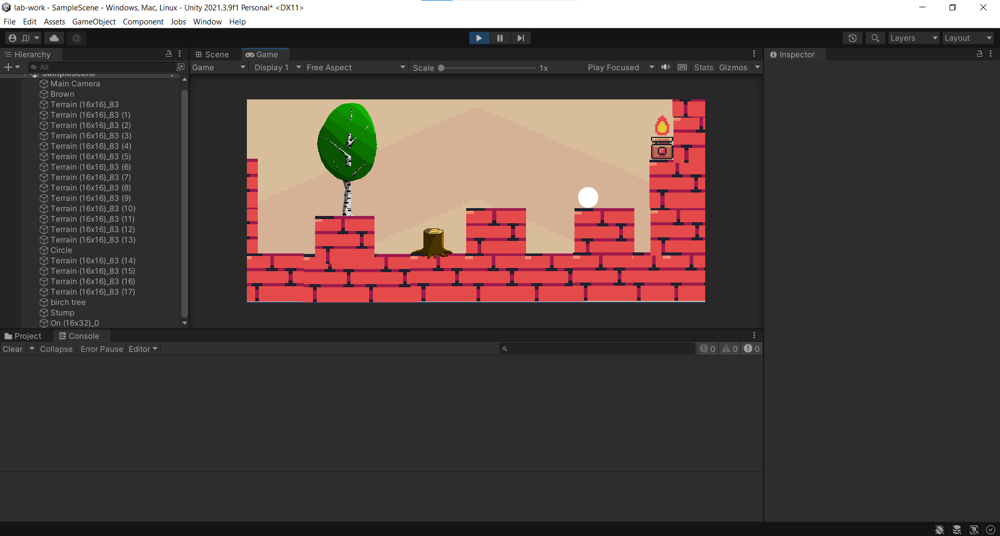 lab-work - SampleScene - Windows, Mac, Linux - Unity 2021.3.9f1 Personal* <DX11>
File Edit Assets GameObject Component Jobs Window Help
ДІ
Layers Layout
Hierarchy
Scene Game
Inspector
All
Game Display 1 Free Aspect Scale 1x Play Focused Stats Gizmos
SampleScene
Main Camera
Brown
Terrain (16x16)_83
Terrain (16x16)_83 (1)
Terrain (16x16)_83 (2)
Terrain (16x16)_83 (3)
Terrain (16x16)_83 (4)
Terrain (16x16)_83 (5)
Terrain (16x16)_83 (6)
Terrain (16x16)_83 (7)
Terrain (16x16)_83 (8)
Terrain (16x16)_83 (9)
Terrain (16x16)_83 (10)
Terrain (16x16)_83 (11)
Terrain (16x16)_83 (12)
Terrain (16x16)_83 (13)
Circle
Terrain (16x16)_83 (14)
Terrain (16x16)_83 (15)
Terrain (16x16)_83 (16)
Terrain (16x16)_83 (17)
birch tree
Stump
On (16x32)_0
Project Console
Clear Collapse Error Pause Editor 0 0 0